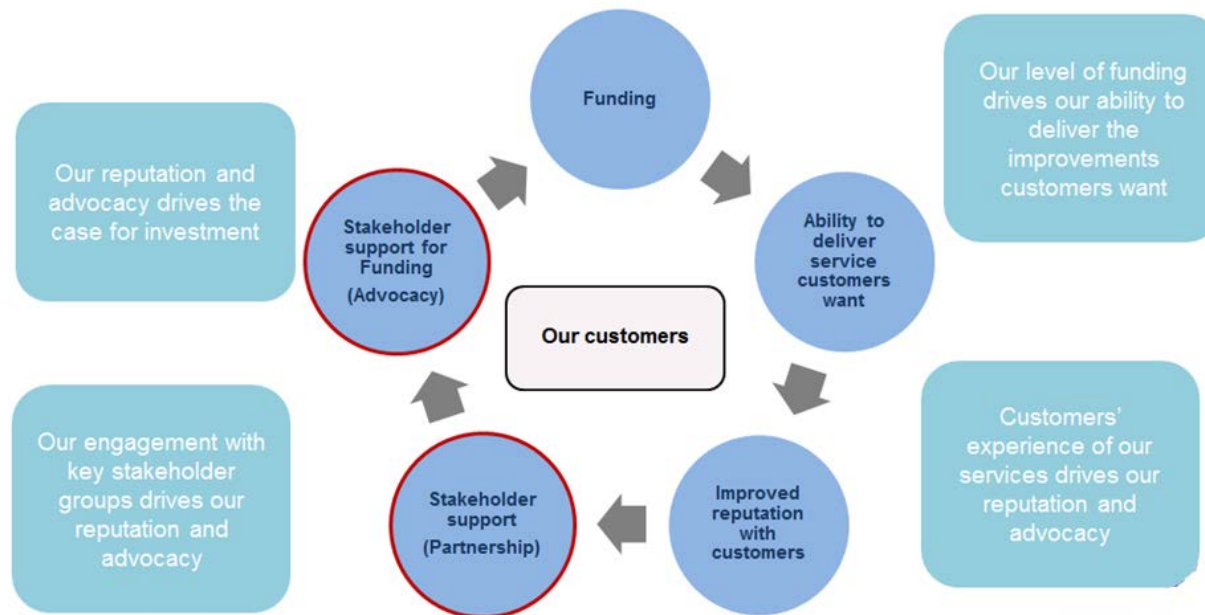 Funding
Our level of funding
drives our ability to
deliver the
improvements
customers want
Our reputation and
advocacy drives the
case for investment
Stakeholder
support for
Funding
(Advocacy)
Ability to
deliver
service
customers
want
Our customers
Our engagement with
key stakeholder
groups drives our
reputation and
advocacy
Stakeholder
support
(Partnership)
Improved
reputation
with
customers
Customers’
experience of our
services drives our
reputation and
advocacy